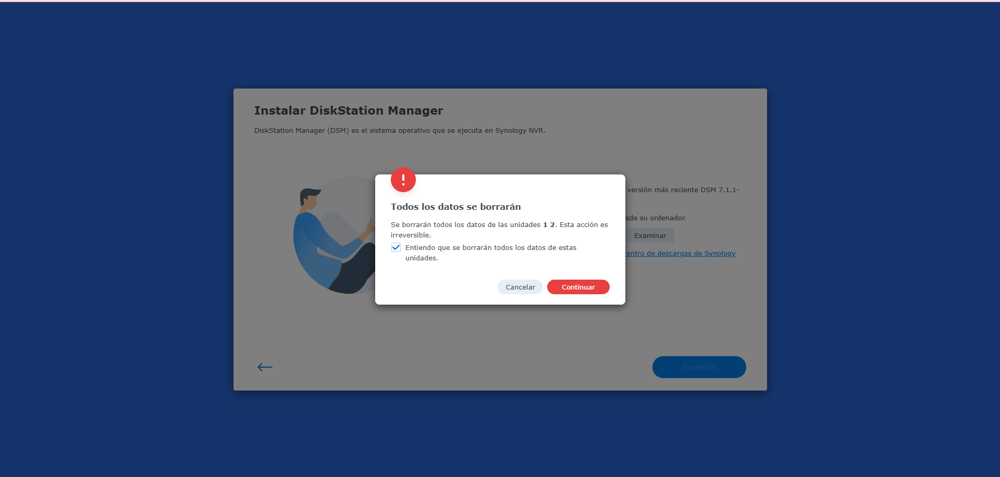 Instalar DiskStation Manager
DiskStation Manager (DSM) es el sistema operativo que se ejecuta en Synology NVR.
versión más reciente DSM 7.1.1-
Todos los datos se borrarán
su ordenador.
Se borrarán todos los datos de las unidades 1 2. Esta acción es
irreversible.
Examinar
Entiendo que se borrarán todos los datos de estas
unidades.
de descargas de Synology
Cancelar
Continuar
Siguiente